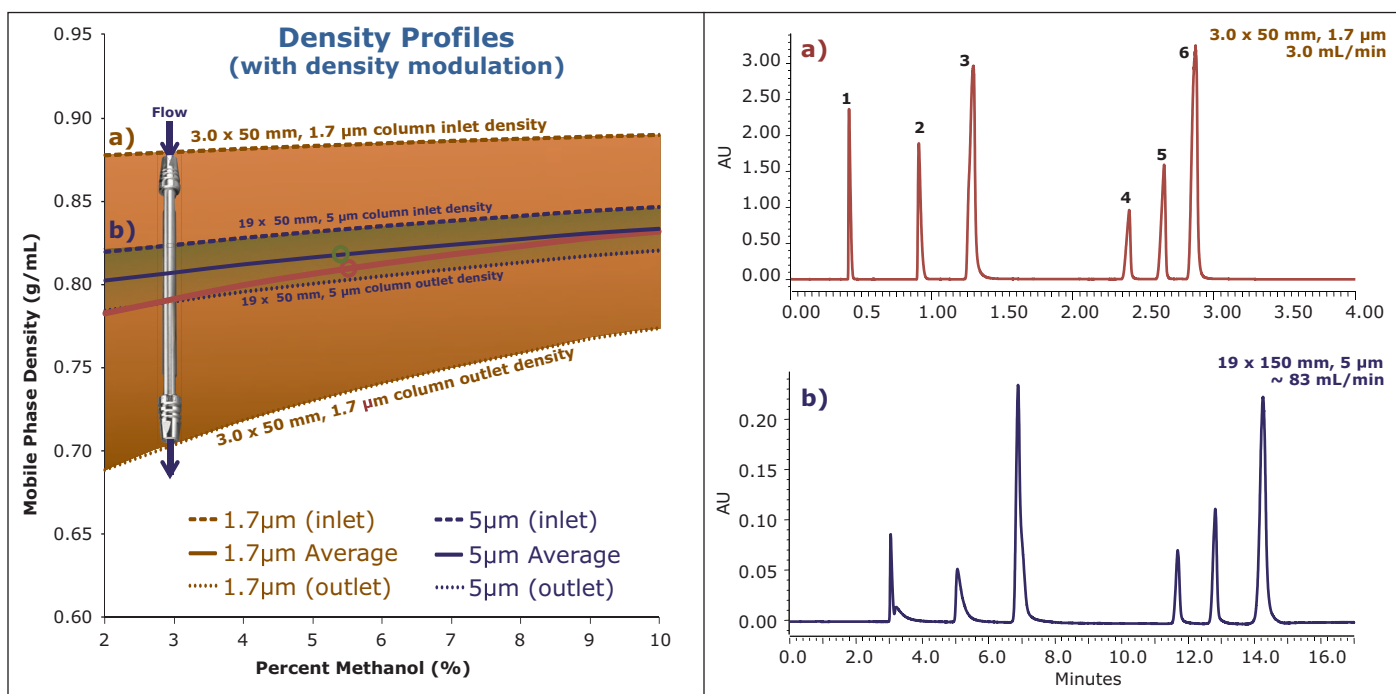 Density Profiles
(with density modulation)
Mobile Phase Density (g/mL)
0.95
0.90
0.85
0.80
0.75
0.70
0.65
0.60
Flow
a)
3.0 x 50 mm, 1.7 µm column inlet density
b)
19 x 50 mm, 5 µm column inlet density
19 x 50 mm, 5 µm column outlet density
3.0 x 50 mm, 1.7 µm column outlet density
1.7µm (inlet)
5µm (inlet)
1.7µm Average
5µm Average
1.7µm (outlet)
5µm (outlet)
2 3 4 5 6 7 8 9 10
Percent Methanol (%)
a)
3.0 x 50 mm, 1.7 µm
3.0 mL/min
AU
3.00
2.50
2.00
1.50
1.00
0.50
0.00
1
2
3
4
5
6
0.00 0.5 1.00 1.50 2.00 2.50 3.00 3.50 4.00
b)
19 x 150 mm, 5 µm
~ 83 mL/min
AU
0.20
0.15
0.10
0.05
0.00
0.0 2.0 4.0 6.0 8.0 10.0 12.0 14.0 16.0
Minutes